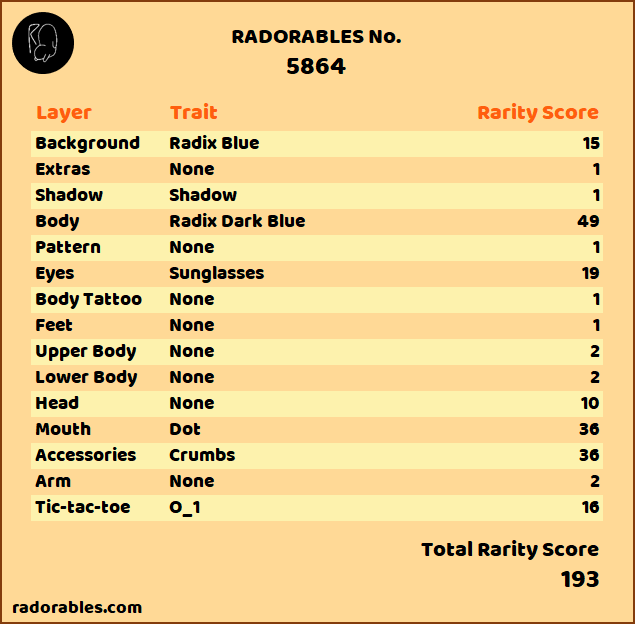 RADORABLES No.
5864
Layer Trait Rarity Score
Background Radix Blue 15
Extras None 1
Shadow Shadow 1
Body Radix Dark Blue 49
Pattern None 1
Eyes Sunglasses 19
Body Tattoo None 1
Feet None 1
Upper Body None 2
Lower Body None 2
Head None 10
Mouth Dot 36
Accessories Crumbs 36
Arm None 2
Tic-tac-toe O_1 16
Total Rarity Score
193
radorables.com